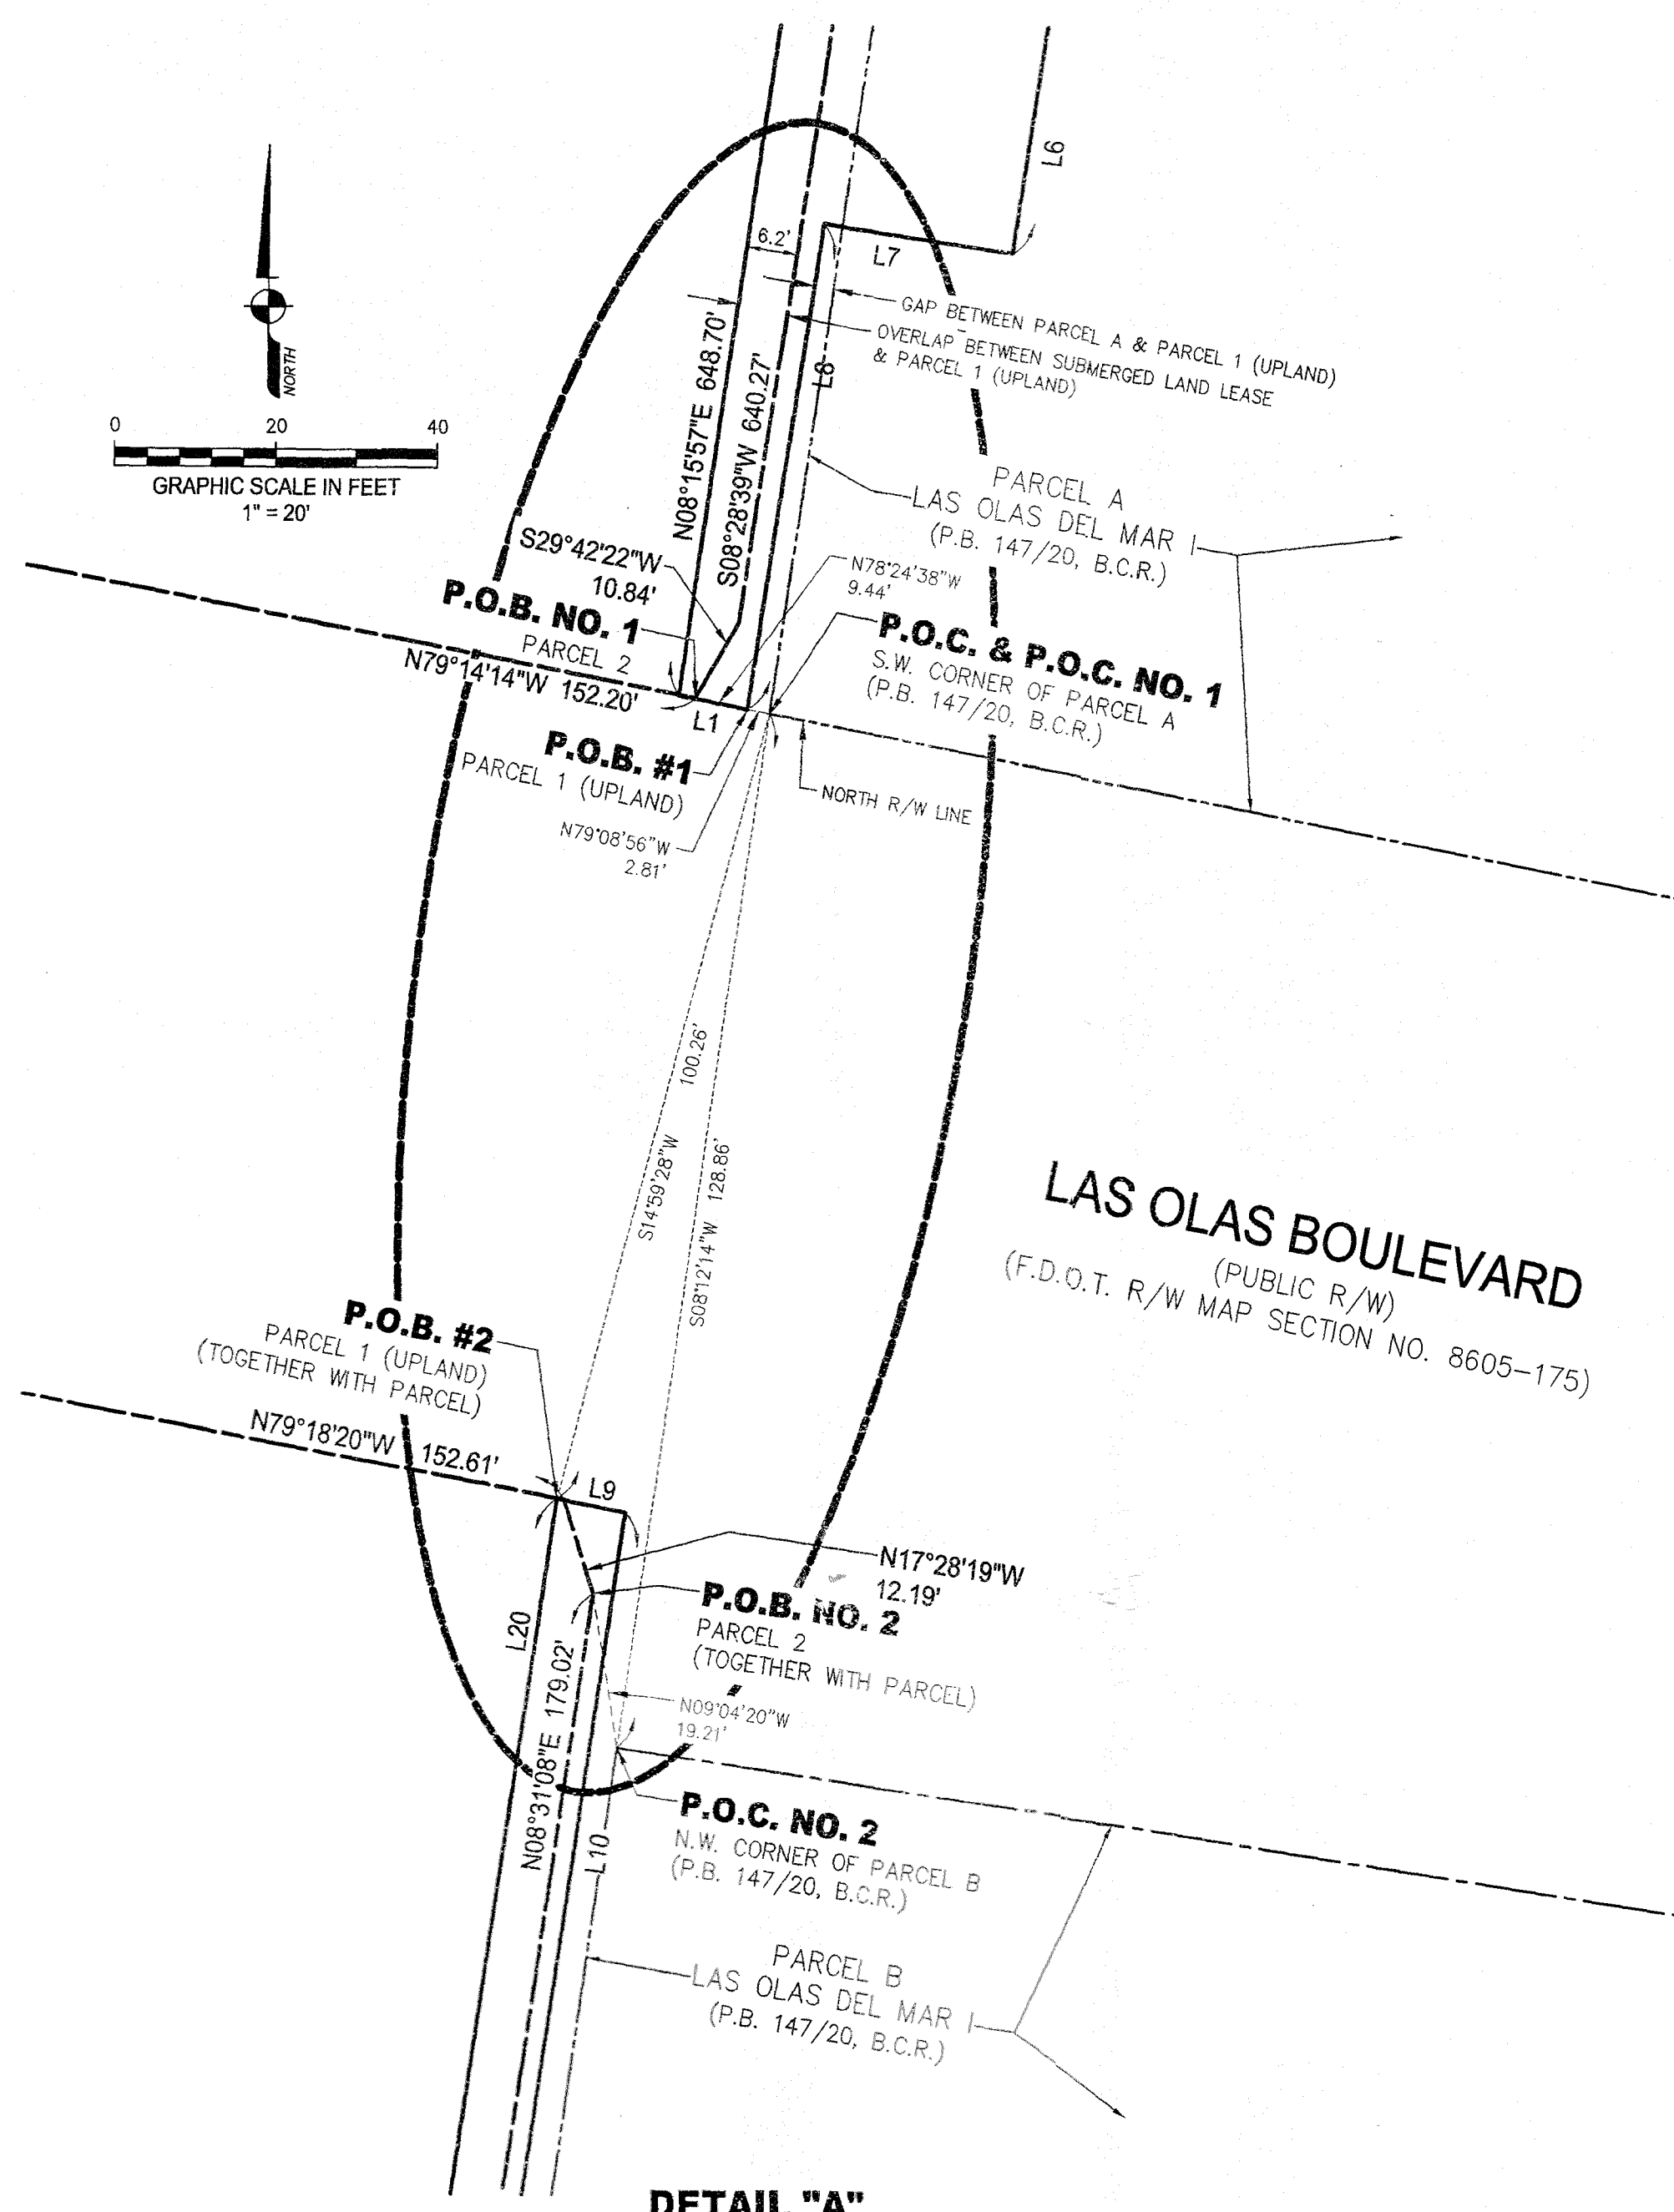 L6
6.2'
L7
GAP BETWEEN PARCEL A & PARCEL 1 (UPLAND)
OVERLAP BETWEEN SUBMERGED LAND LEASE
& PARCEL 1 (UPLAND)
NORTH
0 20 40
GRAPHIC SCALE IN FEET
1" = 20'
N08°15'57"E 648.70'
S08°28'39"W 640.27'
L8
PARCEL A
LAS OLAS DEL MAR I
(P.B. 147/20, B.C.R.)
S29°42'22"W
10.84'
N78°24'38"W
9.44'
P.O.B. NO. 1
PARCEL 2
N79°14'14"W 152.20'
P.O.C. & P.O.C. NO. 1
S.W. CORNER OF PARCEL A
(P.B. 147/20, B.C.R.)
L1
P.O.B. #1
PARCEL 1 (UPLAND)
NORTH R/W LINE
N79°08'56"W
2.81'
S14°59'28"W 100.26'
S08°12'14"W 128.86'
LAS OLAS BOULEVARD
(PUBLIC R/W)
(F.D.O.T. R/W MAP SECTION NO. 8605-175)
P.O.B. #2
PARCEL 1 (UPLAND)
(TOGETHER WITH PARCEL)
N79°18'20"W 152.61'
L9
N17°28'19"W
12.19'
P.O.B. NO. 2
PARCEL 2
(TOGETHER WITH PARCEL)
L20
N08°31'08"E 179.02'
N09°04'20"W
19.21'
L10
P.O.C. NO. 2
N.W. CORNER OF PARCEL B
(P.B. 147/20, B.C.R.)
PARCEL B
LAS OLAS DEL MAR I
(P.B. 147/20, B.C.R.)
DETAIL "A"